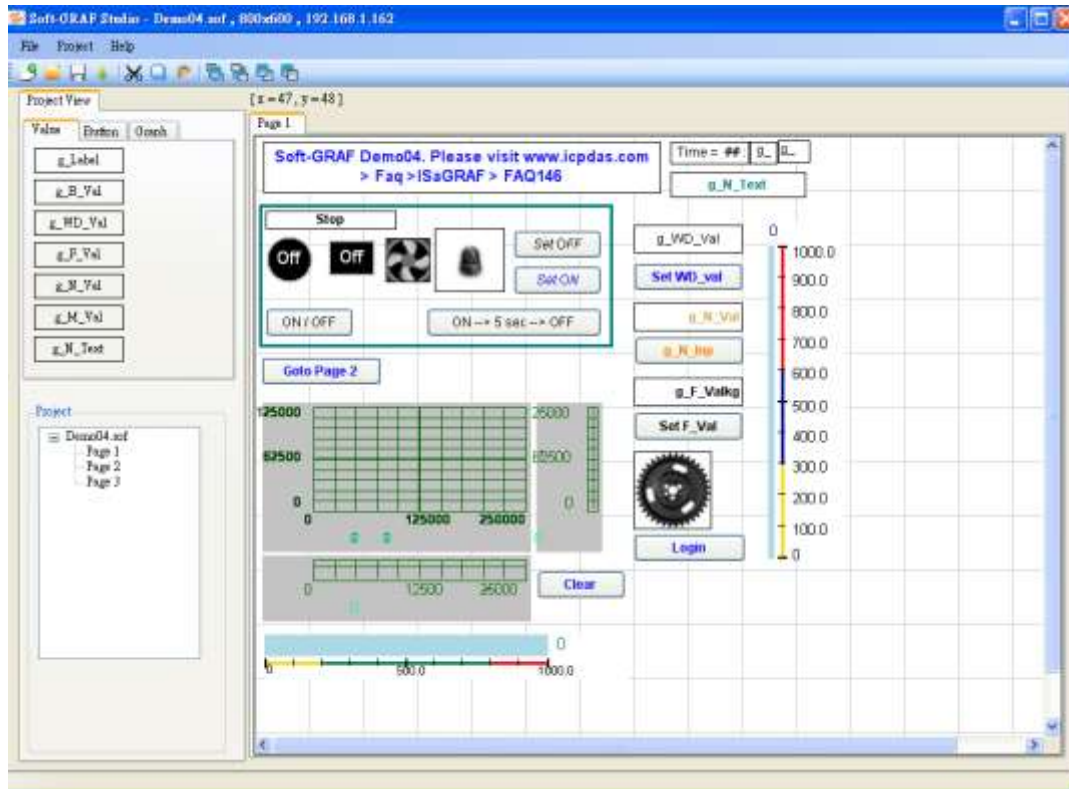 Soft-GRAF Studio - Demo04.sof , 800x600 , 192.168.1.162
File Project Help
Project View
[x=47, y=48]
Value Button Graph
Page 1
g_Label
g_B_Val
g_WD_Val
g_F_Val
g_N_Val
g_M_Val
g_N_Text
Project
Demo04.sof
Page 1
Page 2
Page 3
Soft-GRAF Demo04. Please visit www.icpdas.com
> Faq >ISaGRAF > FAQ146
Time = ## : g_ g_
g_N_Text
Stop
Off
Off
Set OFF
Set ON
ON / OFF
ON --> 5 sec --> OFF
Goto Page 2
g_WD_Val
Set WD_val
g_N_Val
g_N_Inp
g_F_Valkg
Set F_Val
Login
0
1000.0
900.0
800.0
700.0
600.0
500.0
400.0
300.0
200.0
100.0
0
125000
62500
0
0 125000 250000
0
0 12500 25000
Clear
0
0 500.0 1000.0